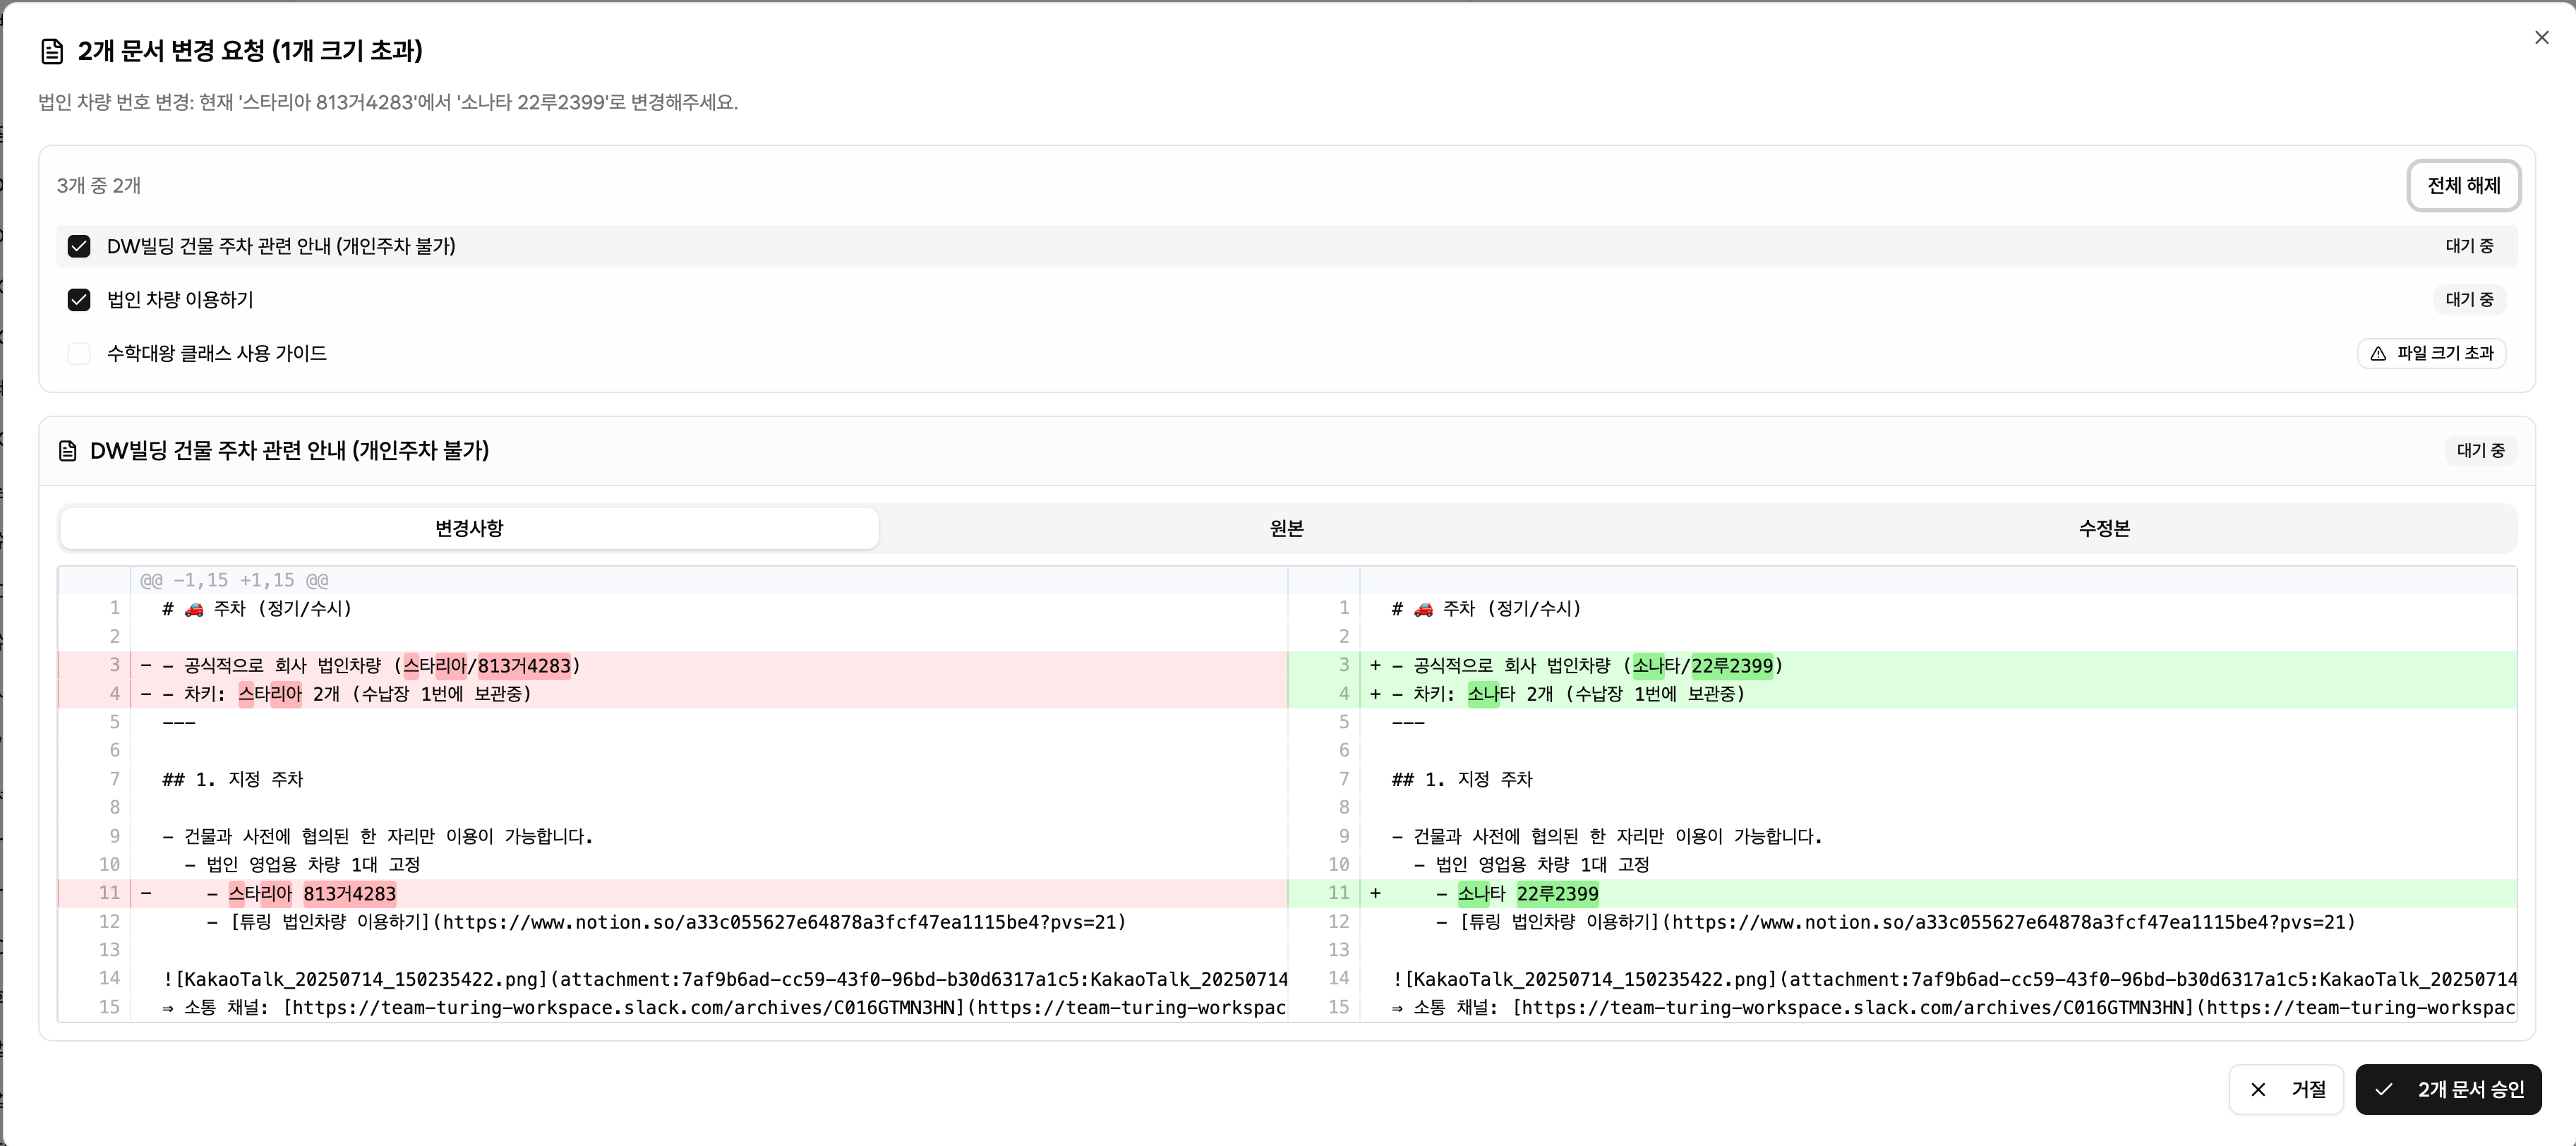 2개 문서 변경 요청 (1개 크기 초과)
법인 차량 번호 변경: 현재 '스타리아 813거4283'에서 '소나타 22루2399'로 변경해주세요.
3개 중 2개
전체 해제
DW빌딩 건물 주차 관련 안내 (개인주차 불가)
대기 중
법인 차량 이용하기
대기 중
수학대왕 클래스 사용 가이드
파일 크기 초과
DW빌딩 건물 주차 관련 안내 (개인주차 불가)
대기 중
변경사항
원본
수정본
@@ -1,15 +1,15 @@
1 # 🚗 주차 (정기/수시)
2
3 - - 공식적으로 회사 법인차량 (스타리아/813거4283)
4 - - 차키: 스타리아 2개 (수납장 1번에 보관중)
5 ---
6
7 ## 1. 지정 주차
8
9 - 건물과 사전에 협의된 한 자리만 이용이 가능합니다.
10 - 법인 영업용 차량 1대 고정
11 - - 스타리아 813거4283
12 - [튜링 법인차량 이용하기](https://www.notion.so/a33c055627e64878a3fcf47ea1115be4?pvs=21)
13
14 ![KakaoTalk_20250714_150235422.png](attachment:7af9b6ad-cc59-43f0-96bd-b30d6317a1c5:KakaoTalk_20250714
15 ⇒ 소통 채널: [https://team-turing-workspace.slack.com/archives/C016GTMN3HN](https://team-turing-workspac
1 # 🚗 주차 (정기/수시)
2
3 + - 공식적으로 회사 법인차량 (소나타/22루2399)
4 + - 차키: 소나타 2개 (수납장 1번에 보관중)
5 ---
6
7 ## 1. 지정 주차
8
9 - 건물과 사전에 협의된 한 자리만 이용이 가능합니다.
10 - 법인 영업용 차량 1대 고정
11 + - 소나타 22루2399
12 - [튜링 법인차량 이용하기](https://www.notion.so/a33c055627e64878a3fcf47ea1115be4?pvs=21)
13
14 ![KakaoTalk_20250714_150235422.png](attachment:7af9b6ad-cc59-43f0-96bd-b30d6317a1c5:KakaoTalk_20250714
15 ⇒ 소통 채널: [https://team-turing-workspace.slack.com/archives/C016GTMN3HN](https://team-turing-workspac
거절
2개 문서 승인